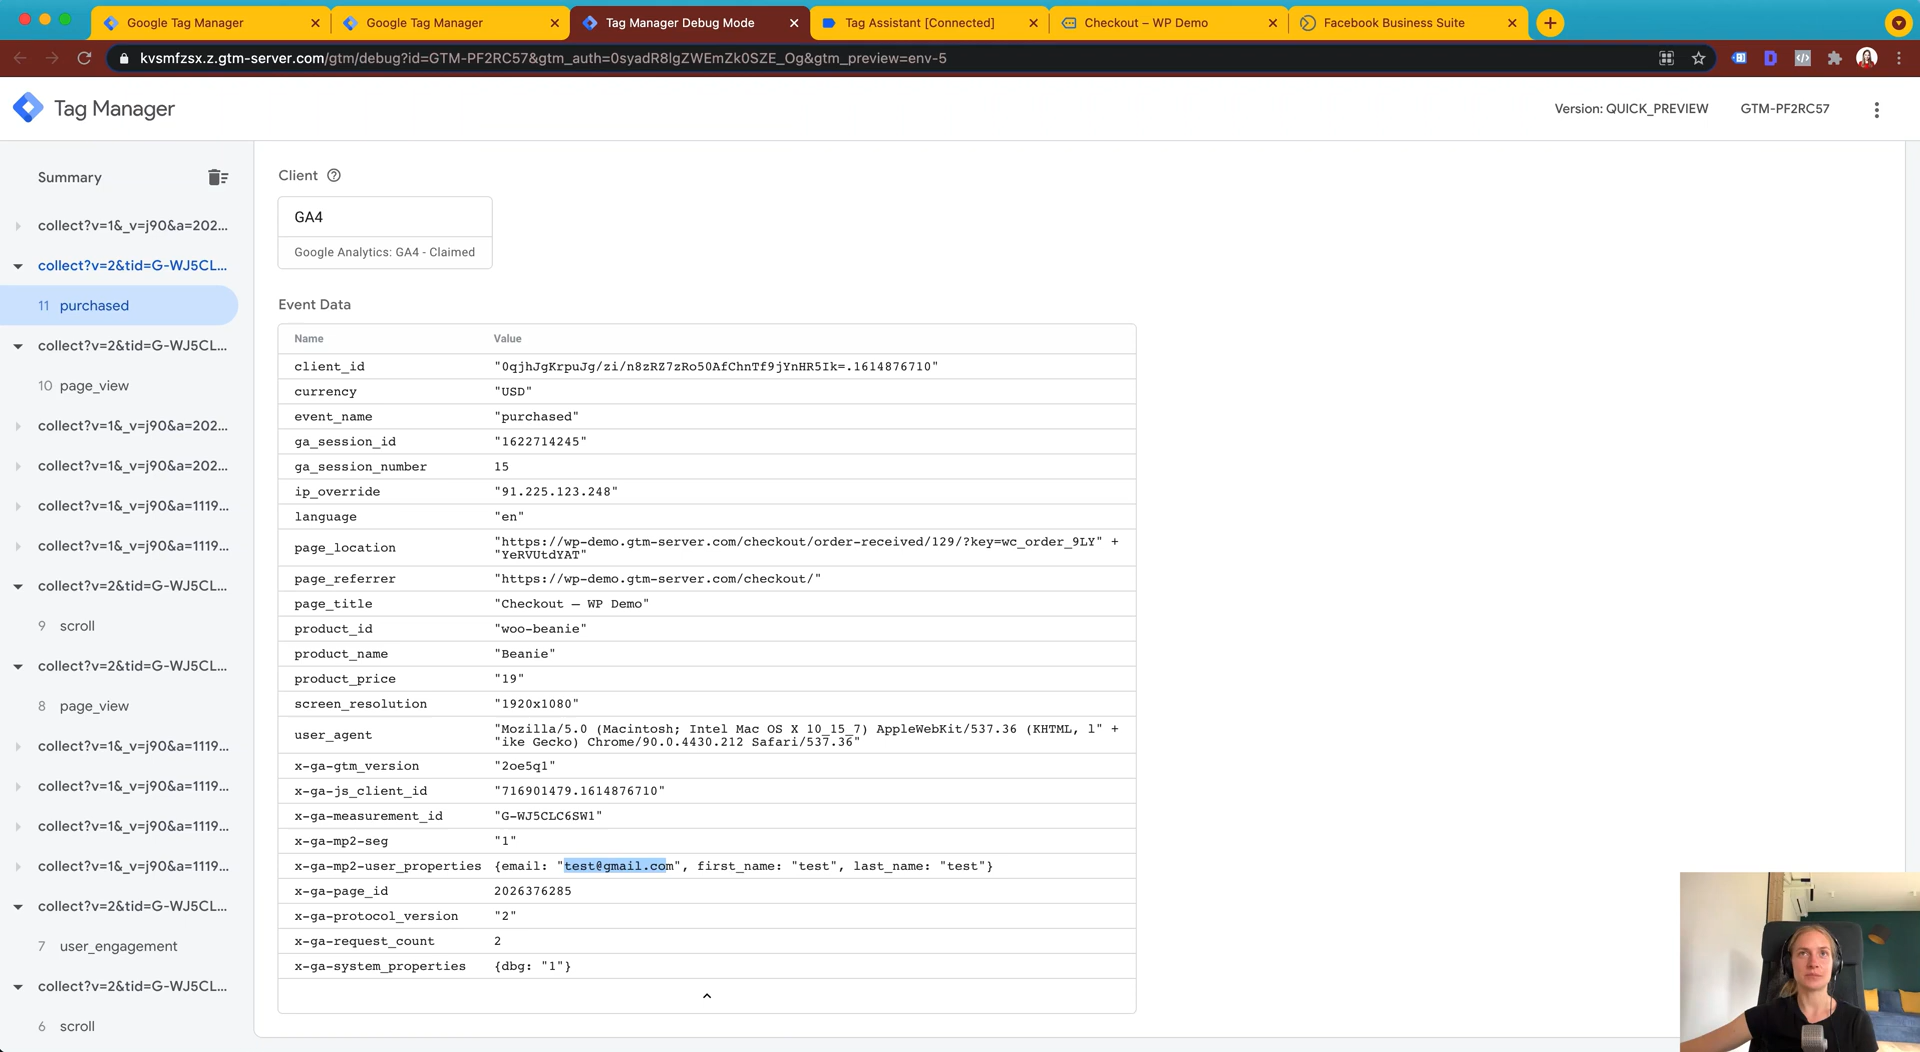 Google Tag Manager
Google Tag Manager
Tag Manager Debug Mode
Tag Assistant [Connected]
Checkout – WP Demo
Facebook Business Suite
kvsmfzsx.z.gtm-server.com/gtm/debug?id=GTM-PF2RC57&gtm_auth=0syadR8lgZWEmZk0SZE_Og&gtm_preview=env-5
Tag Manager
Version: QUICK_PREVIEW
GTM-PF2RC57
Summary
collect?v=1&_v=j90&a=202...
collect?v=2&tid=G-WJ5CL...
11 purchased
collect?v=2&tid=G-WJ5CL...
10 page_view
collect?v=1&_v=j90&a=202...
collect?v=1&_v=j90&a=202...
collect?v=1&_v=j90&a=1119...
collect?v=1&_v=j90&a=1119...
collect?v=2&tid=G-WJ5CL...
9 scroll
collect?v=2&tid=G-WJ5CL...
8 page_view
collect?v=1&_v=j90&a=1119...
collect?v=1&_v=j90&a=1119...
collect?v=1&_v=j90&a=1119...
collect?v=1&_v=j90&a=1119...
collect?v=2&tid=G-WJ5CL...
7 user_engagement
collect?v=2&tid=G-WJ5CL...
6 scroll
Client
GA4
Google Analytics: GA4 - Claimed
Event Data
Name Value
client_id "0qjhJgKrpuJg/zi/n8zRZ7zRo50AfChnTf9jYnHR5Ik=.1614876710"
currency "USD"
event_name "purchased"
ga_session_id "1622714245"
ga_session_number 15
ip_override "91.225.123.248"
language "en"
page_location "https://wp-demo.gtm-server.com/checkout/order-received/129/?key=wc_order_9LY" +
"YeRVUtdYAT"
page_referrer "https://wp-demo.gtm-server.com/checkout/"
page_title "Checkout – WP Demo"
product_id "woo-beanie"
product_name "Beanie"
product_price "19"
screen_resolution "1920x1080"
user_agent "Mozilla/5.0 (Macintosh; Intel Mac OS X 10_15_7) AppleWebKit/537.36 (KHTML, l" +
"ike Gecko) Chrome/90.0.4430.212 Safari/537.36"
x-ga-gtm_version "2oe5q1"
x-ga-js_client_id "716901479.1614876710"
x-ga-measurement_id "G-WJ5CLC6SW1"
x-ga-mp2-seg "1"
x-ga-mp2-user_properties {email: "test@gmail.com", first_name: "test", last_name: "test"}
x-ga-page_id 2026376285
x-ga-protocol_version "2"
x-ga-request_count 2
x-ga-system_properties {dbg: "1"}